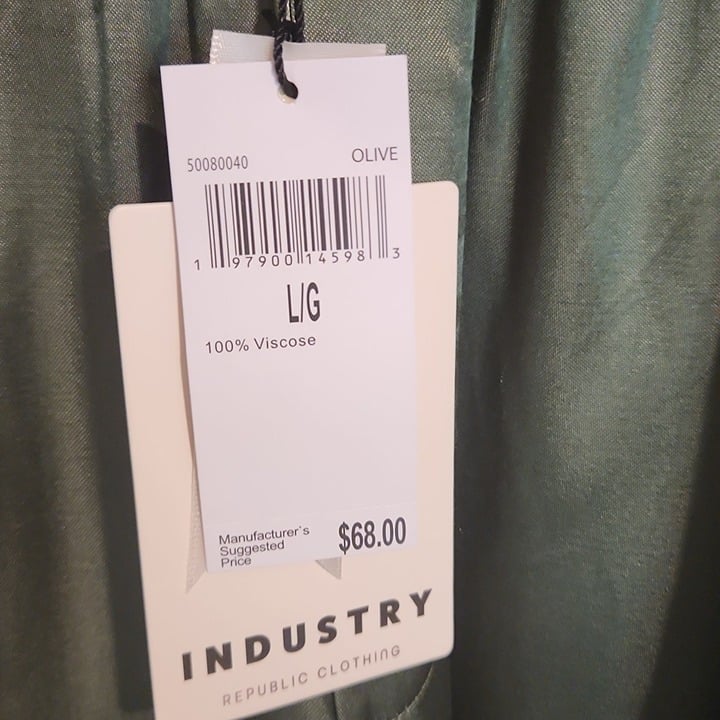 50080040 OLIVE
1 97900 14598 3
L/G
100% Viscose
Manufacturer`s
Suggested
Price
$68.00
INDUSTRY
REPUBLIC CLOTHING